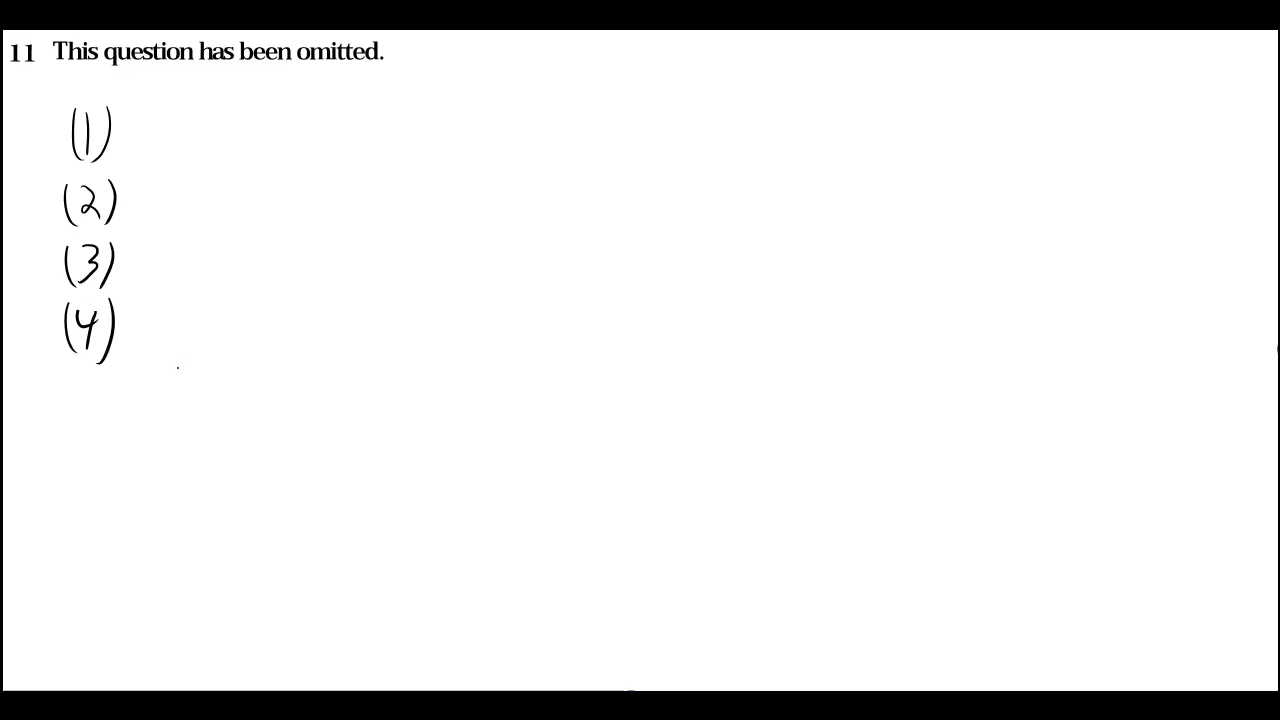 11 This question has been omitted.
(1)
(2)
(3)
(4)